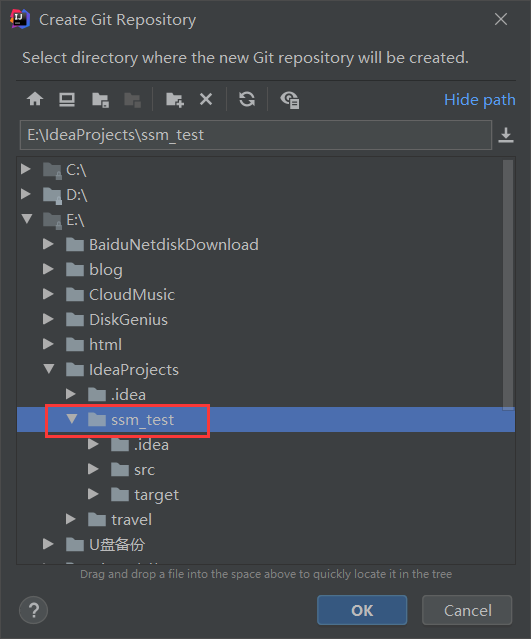 Create Git Repository
Select directory where the new Git repository will be created.
Hide path
E:\IdeaProjects\ssm_test
C:\
D:\
E:\
BaiduNetdiskDownload
blog
CloudMusic
DiskGenius
html
IdeaProjects
.idea
ssm_test
.idea
src
target
travel
U盘备份
Drag and drop a file into the space above to quickly locate it in the tree
?
OK
Cancel